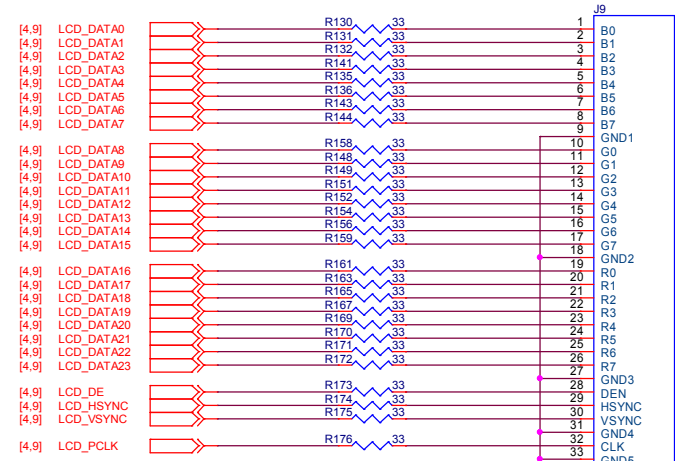 J9
[4,9] LCD_DATA0 R130 33 1 B0
[4,9] LCD_DATA1 R131 33 2 B1
[4,9] LCD_DATA2 R132 33 3 B2
[4,9] LCD_DATA3 R141 33 4 B3
[4,9] LCD_DATA4 R135 33 5 B4
[4,9] LCD_DATA5 R136 33 6 B5
[4,9] LCD_DATA6 R143 33 7 B6
[4,9] LCD_DATA7 R144 33 8 B7
9 GND1
[4,9] LCD_DATA8 R158 33 10 G0
[4,9] LCD_DATA9 R148 33 11 G1
[4,9] LCD_DATA10 R149 33 12 G2
[4,9] LCD_DATA11 R151 33 13 G3
[4,9] LCD_DATA12 R152 33 14 G4
[4,9] LCD_DATA13 R154 33 15 G5
[4,9] LCD_DATA14 R156 33 16 G6
[4,9] LCD_DATA15 R159 33 17 G7
18 GND2
[4,9] LCD_DATA16 R161 33 19 R0
[4,9] LCD_DATA17 R163 33 20 R1
[4,9] LCD_DATA18 R165 33 21 R2
[4,9] LCD_DATA19 R167 33 22 R3
[4,9] LCD_DATA20 R169 33 23 R4
[4,9] LCD_DATA21 R170 33 24 R5
[4,9] LCD_DATA22 R171 33 25 R6
[4,9] LCD_DATA23 R172 33 26 R7
27 GND3
[4,9] LCD_DE R173 33 28 DEN
[4,9] LCD_HSYNC R174 33 29 HSYNC
[4,9] LCD_VSYNC R175 33 30 VSYNC
31 GND4
[4,9] LCD_PCLK R176 33 32 CLK
33 GND5